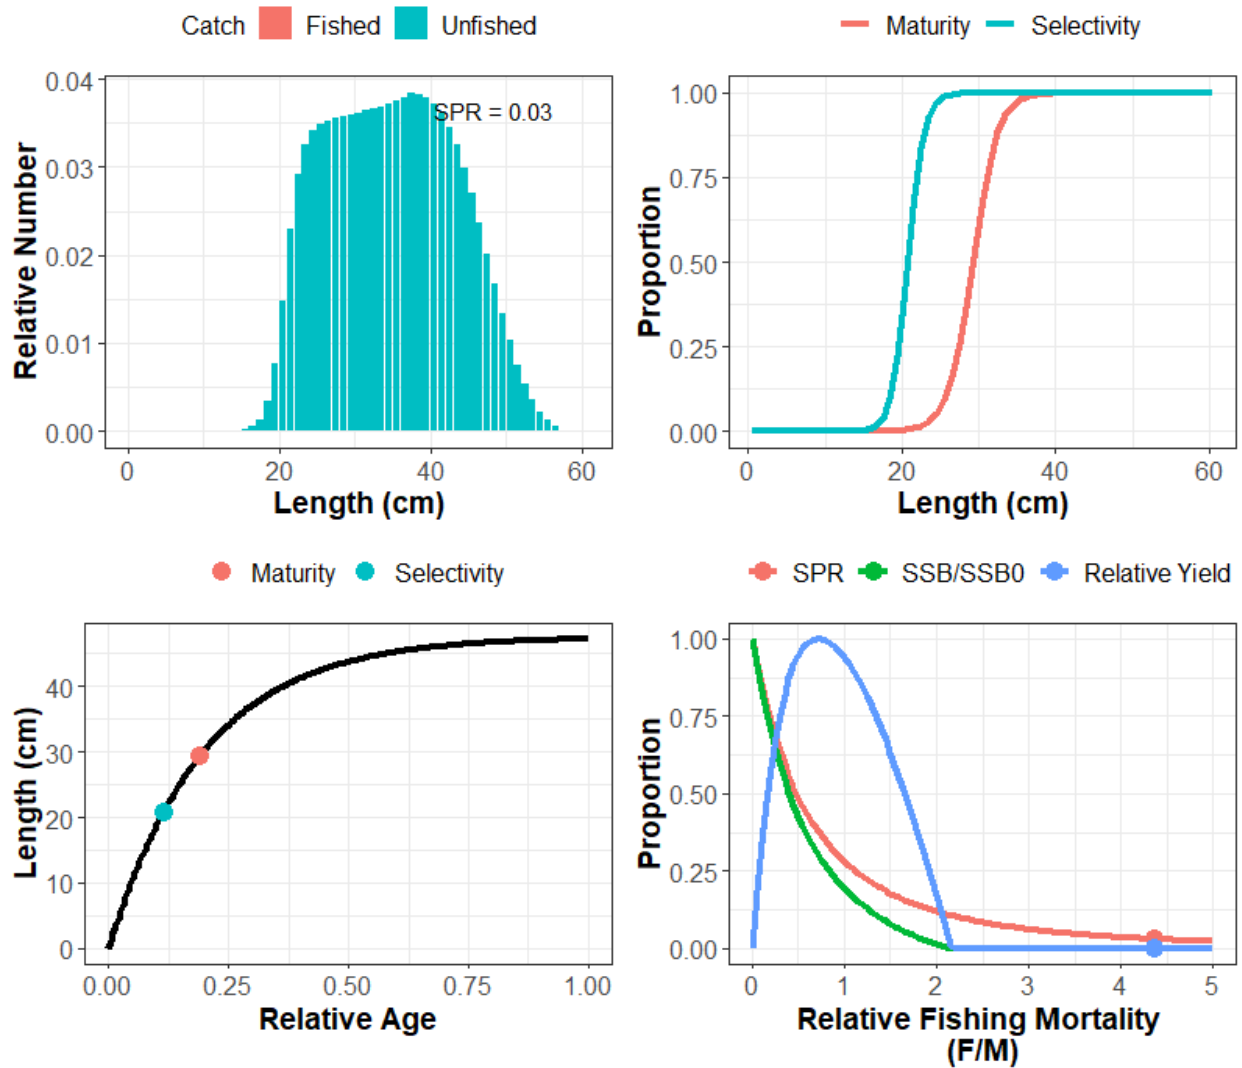 Catch Fished Unfished
Relative Number
0.04
0.03
0.02
0.01
0.00
SPR = 0.03
0 20 40 60
Length (cm)
Maturity Selectivity
Proportion
1.00
0.75
0.50
0.25
0.00
0 20 40 60
Length (cm)
Maturity Selectivity
Length (cm)
40
30
20
10
0
0.00 0.25 0.50 0.75 1.00
Relative Age
SPR SSB/SSB0 Relative Yield
Proportion
1.00
0.75
0.50
0.25
0.00
0 1 2 3 4 5
Relative Fishing Mortality
(F/M)